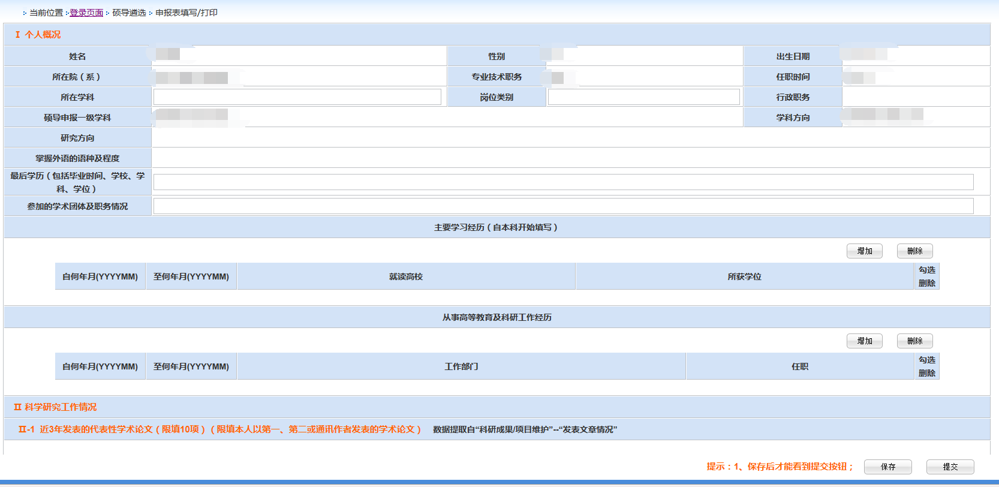 当前位置 登录页面 硕导遴选 申报表填写/打印
I 个人概况
姓名 性别 出生日期
所在院（系） 专业技术职务 任职时间
所在学科 岗位类别 行政职务
硕导申报一级学科 学科方向
研究方向
掌握外语的语种及程度
最后学历（包括毕业时间、学校、学
科、学位）
参加的学术团体及职务情况
主要学习经历（自本科开始填写）
增加 删除
自何年月(YYYYMM) 至何年月(YYYYMM) 就读高校 所获学位 勾选
删除
从事高等教育及科研工作经历
增加 删除
自何年月(YYYYMM) 至何年月(YYYYMM) 工作部门 任职 勾选
删除
II 科学研究工作情况
II-1 近3年发表的代表性学术论文（限填10项）（限填本人以第一、第二或通讯作者发表的学术论文） 数据提取自“科研成果/项目维护”--“发表文章情况”
提示：1、保存后才能看到提交按钮； 保存 提交